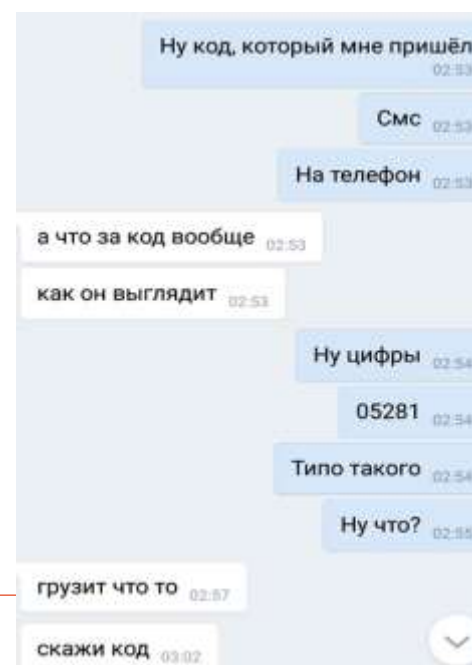 Ну код, который мне пришёл
02:53
Смс 02:53
На телефон 02:53
а что за код вообще 02:53
как он выглядит 02:53
Ну цифры 02:54
05281 02:54
Типо такого 02:54
Ну что? 02:55
грузит что то 02:57
скажи код 03:02